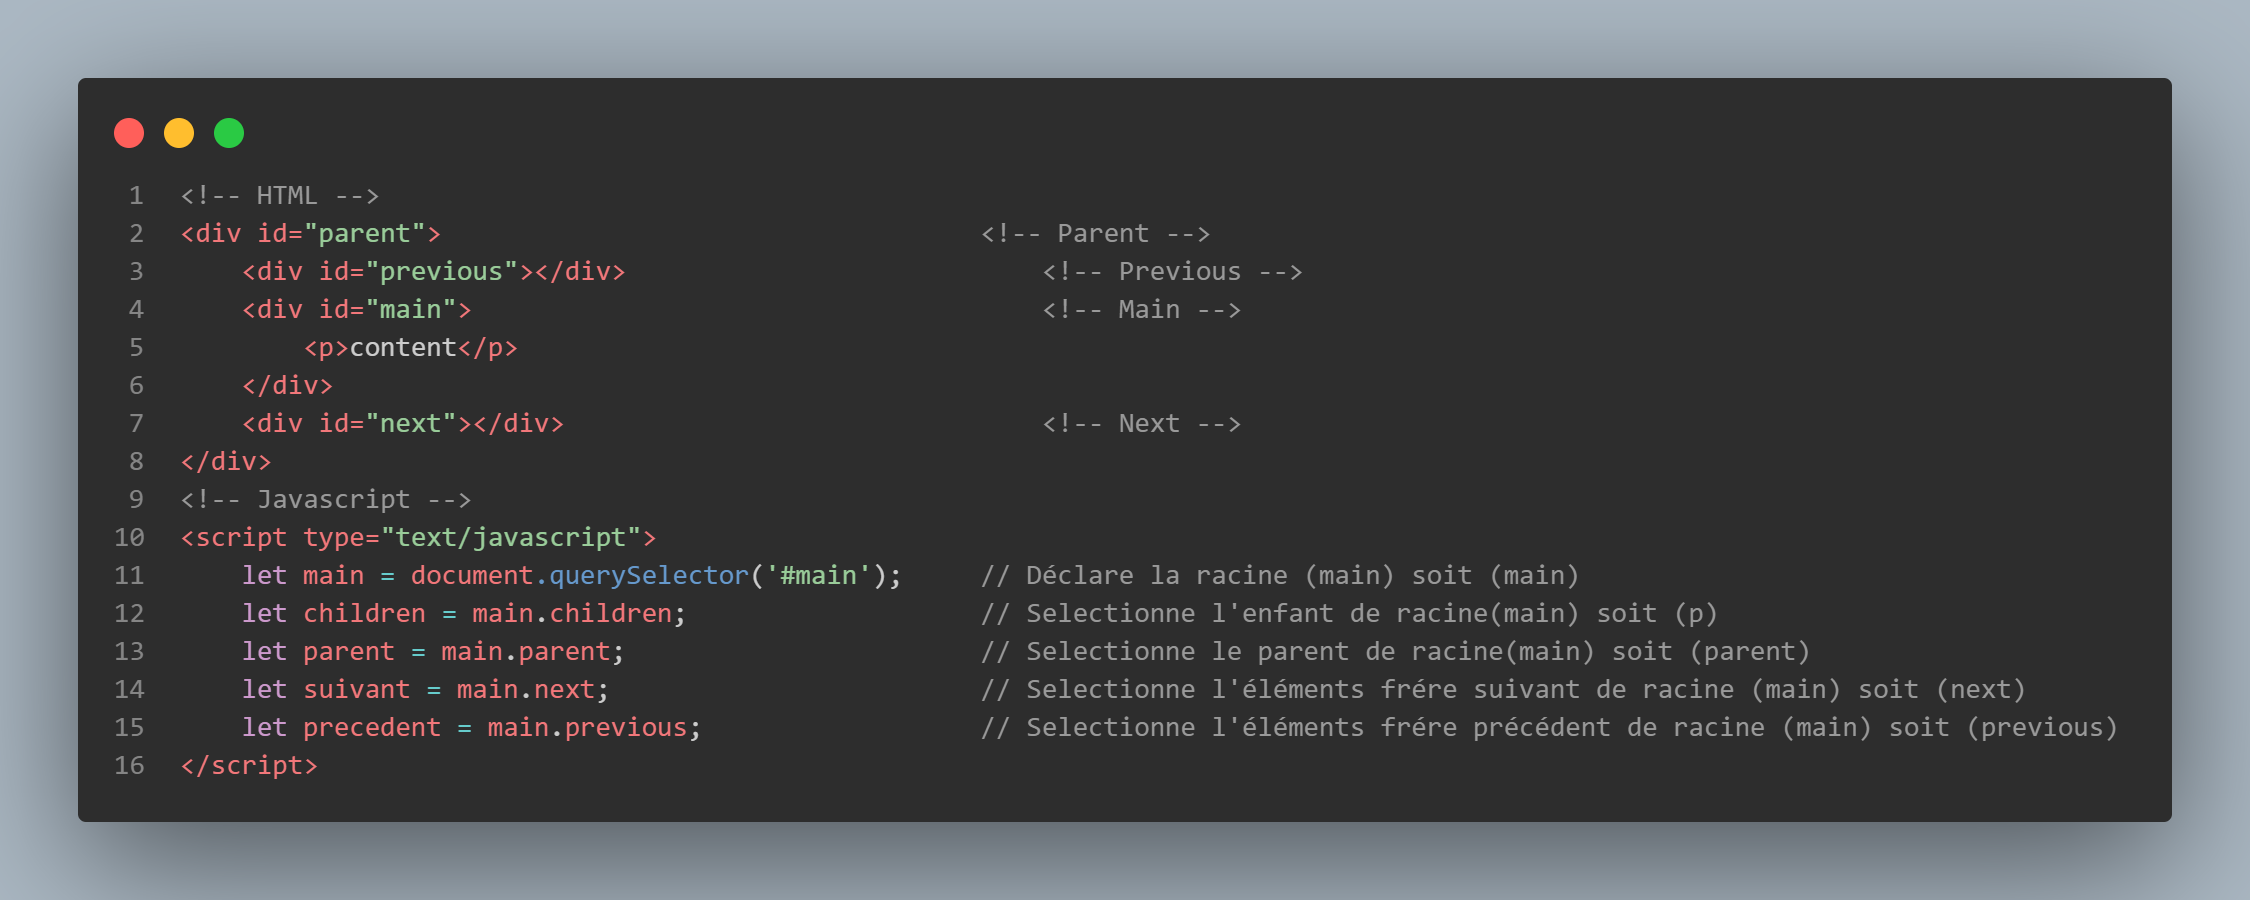 1 <!-- HTML -->
2 <div id="parent">                                   <!-- Parent -->
3     <div id="previous"></div>                           <!-- Previous -->
4     <div id="main">                                     <!-- Main -->
5         <p>content</p>
6     </div>
7     <div id="next"></div>                               <!-- Next -->
8 </div>
9 <!-- Javascript -->
10 <script type="text/javascript">
11     let main = document.querySelector('#main');     // Déclare la racine (main) soit (main)
12     let children = main.children;                   // Selectionne l'enfant de racine(main) soit (p)
13     let parent = main.parent;                       // Selectionne le parent de racine(main) soit (parent)
14     let suivant = main.next;                        // Selectionne l'éléments frére suivant de racine (main) soit (next)
15     let precedent = main.previous;                  // Selectionne l'éléments frére précédent de racine (main) soit (previous)
16 </script>